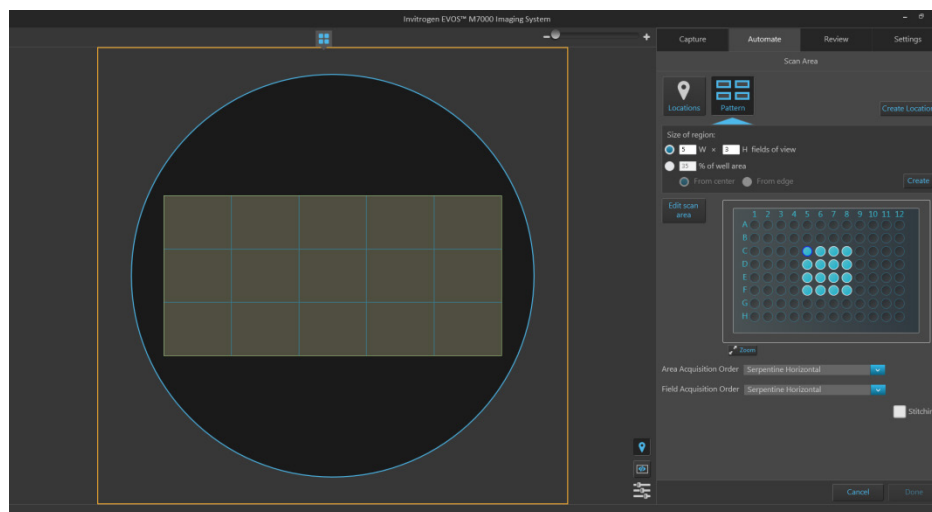 Invitrogen EVOS™ M7000 Imaging System
Capture Automate Review Settings
Scan Area
Locations Pattern
Create Location
Size of region:
5 W × 3 H fields of view
35 % of well area
From center From edge
Create
Edit scan
area
1 2 3 4 5 6 7 8 9 10 11 12
A
B
C
D
E
F
G
H
Zoom
Area Acquisition Order Serpentine Horizontal
Field Acquisition Order Serpentine Horizontal
Stitchin
Cancel Done